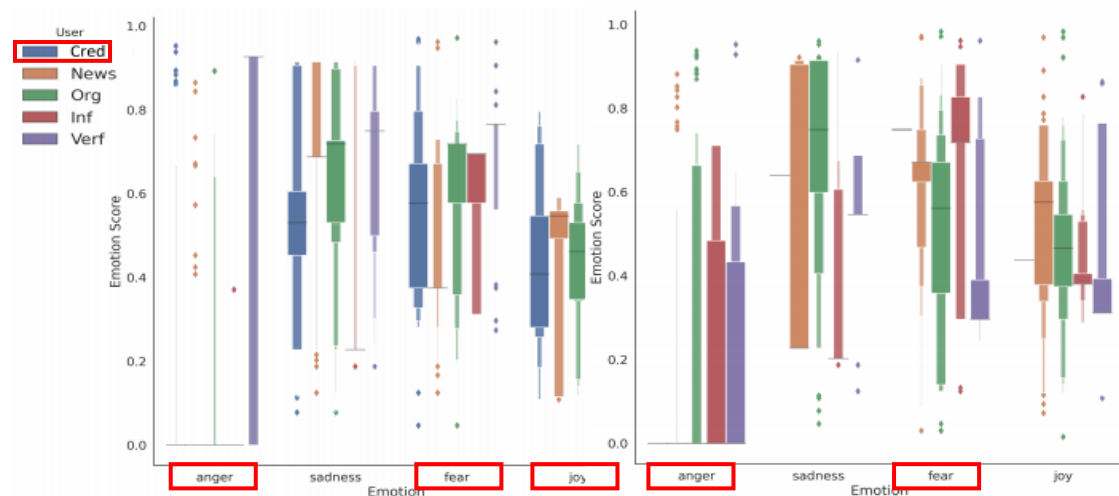 User
Cred
News
Org
Inf
Verf
Emotion Score
1.0
0.8
0.6
0.4
0.2
0.0
anger
sadness
fear
joy
Emotion
Emotion Score
1.0
0.8
0.6
0.4
0.2
0.0
anger
sadness
fear
joy
Emotion